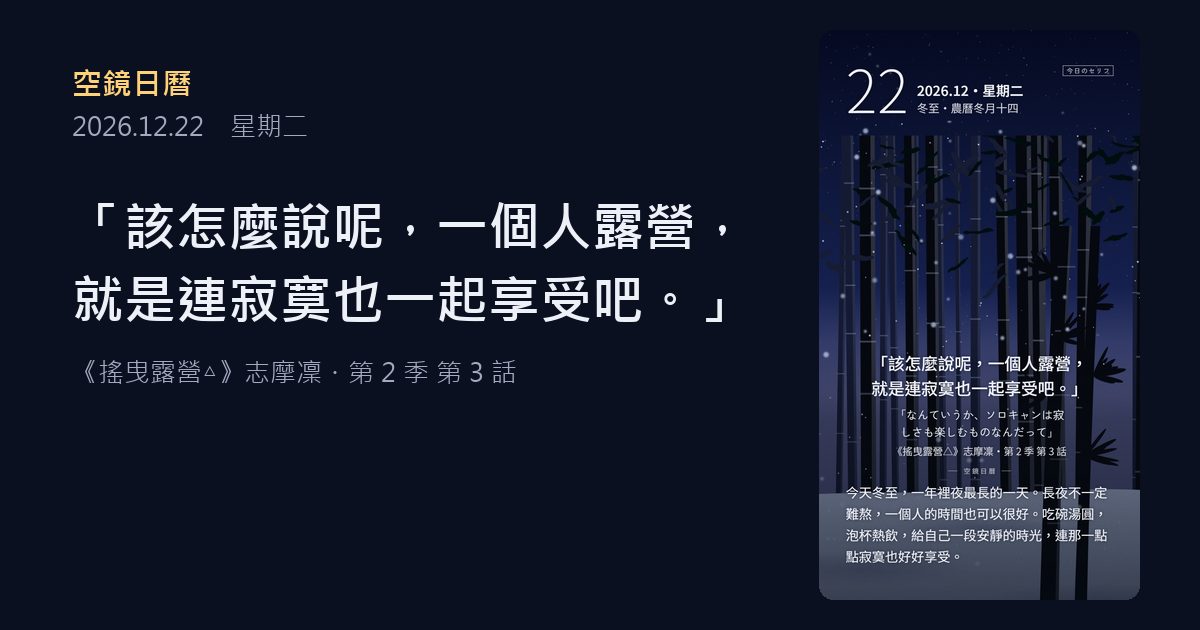 空鏡日曆
2026.12.22 星期二
「該怎麼說呢，一個人露營，
就是連寂寞也一起享受吧。」
《搖曳露營△》志摩凜・第 2 季 第 3 話
今日のセリフ
22
2026.12・星期二
冬至・農曆冬月十四
「該怎麼說呢，一個人露營，
就是連寂寞也一起享受吧。」
「なんていうか、ソロキャンは寂
しさも楽しむものなんだって」
《搖曳露營△》志摩凜・第 2 季 第 3 話
空鏡日曆
今天冬至，一年裡夜最長的一天。長夜不一定
難熬，一個人的時間也可以很好。吃碗湯圓，
泡杯熱飲，給自己一段安靜的時光，連那一點
點寂寞也好好享受。